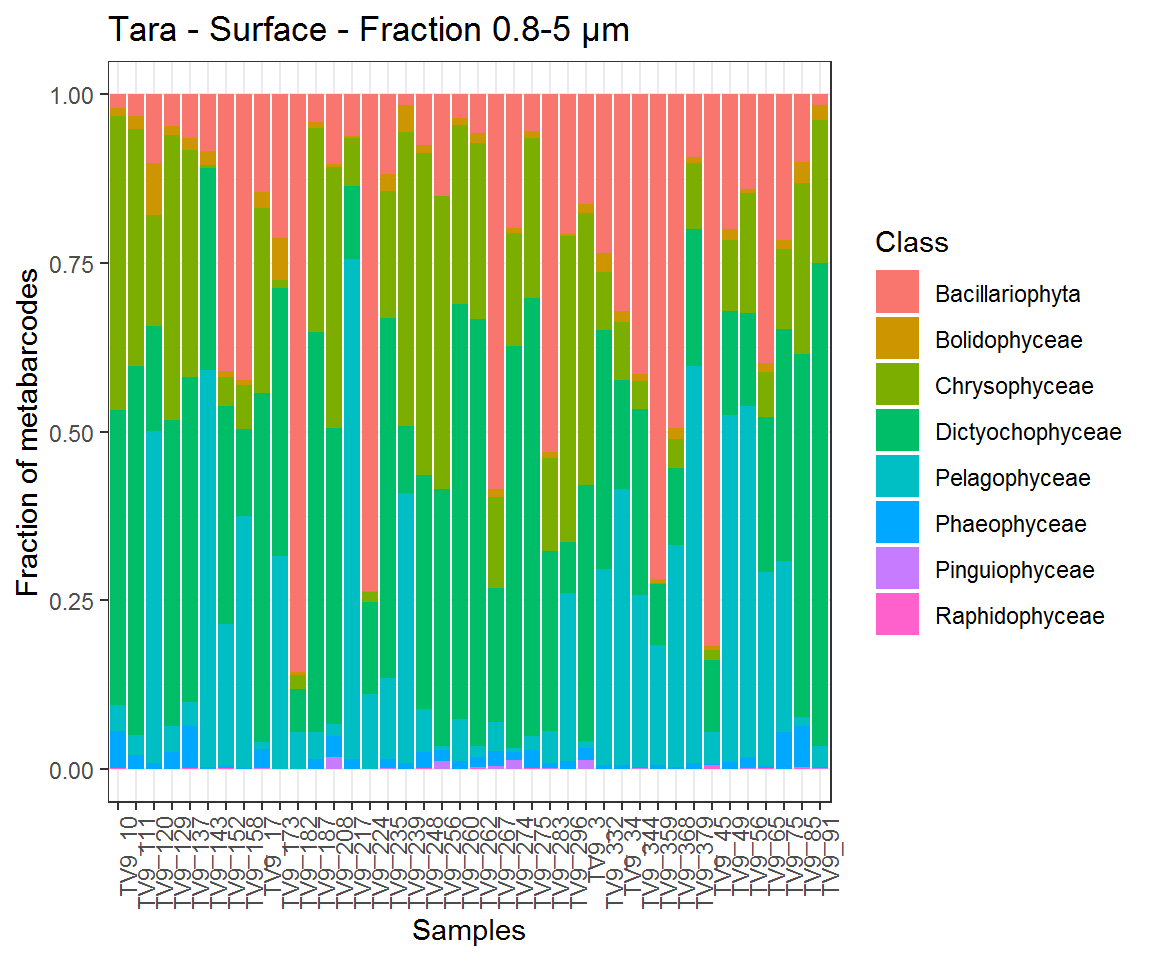 Tara - Surface - Fraction 0.8-5 µm
Fraction of metabarcodes
1.00
0.75
0.50
0.25
0.00
TV9_10
TV9_111
TV9_120
TV9_129
TV9_137
TV9_143
TV9_152
TV9_158
TV9_17
TV9_173
TV9_182
TV9_187
TV9_208
TV9_217
TV9_224
TV9_235
TV9_239
TV9_248
TV9_256
TV9_260
TV9_262
TV9_267
TV9_274
TV9_275
TV9_283
TV9_296
TV9_3
TV9_332
TV9_34
TV9_344
TV9_359
TV9_368
TV9_379
TV9_45
TV9_49
TV9_56
TV9_65
TV9_75
TV9_85
TV9_91
Samples
Class
Bacillariophyta
Bolidophyceae
Chrysophyceae
Dictyochophyceae
Pelagophyceae
Phaeophyceae
Pinguiophyceae
Raphidophyceae